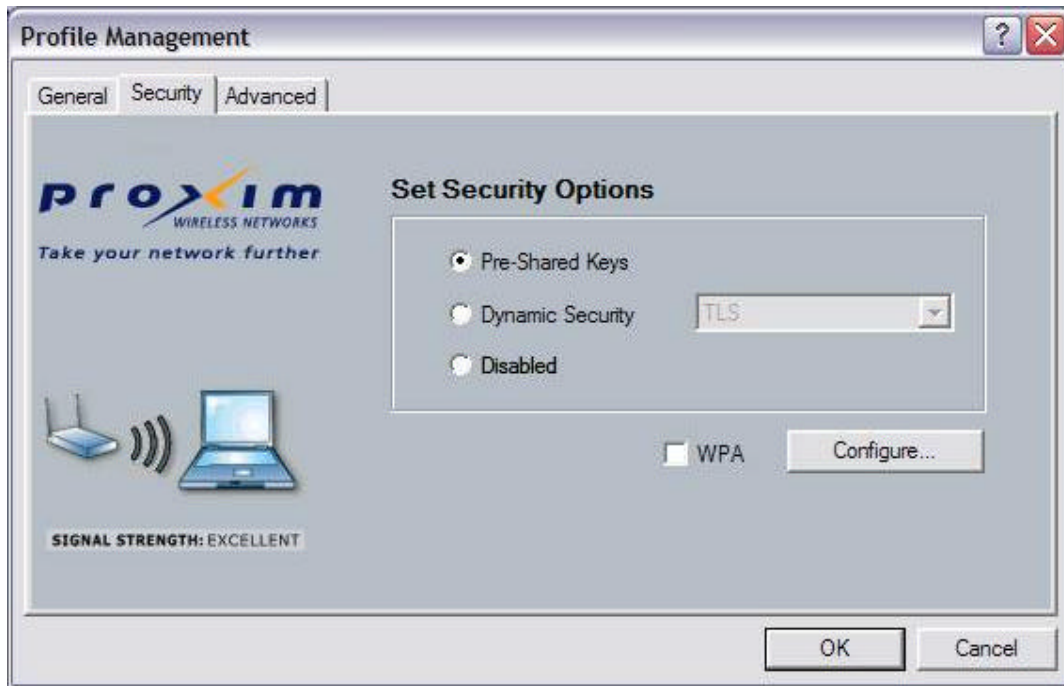 Profile Management
General Security Advanced
proxim
WIRELESS NETWORKS
Take your network further
SIGNAL STRENGTH: EXCELLENT
Set Security Options
Pre-Shared Keys
Dynamic Security TLS
Disabled
WPA Configure...
OK Cancel